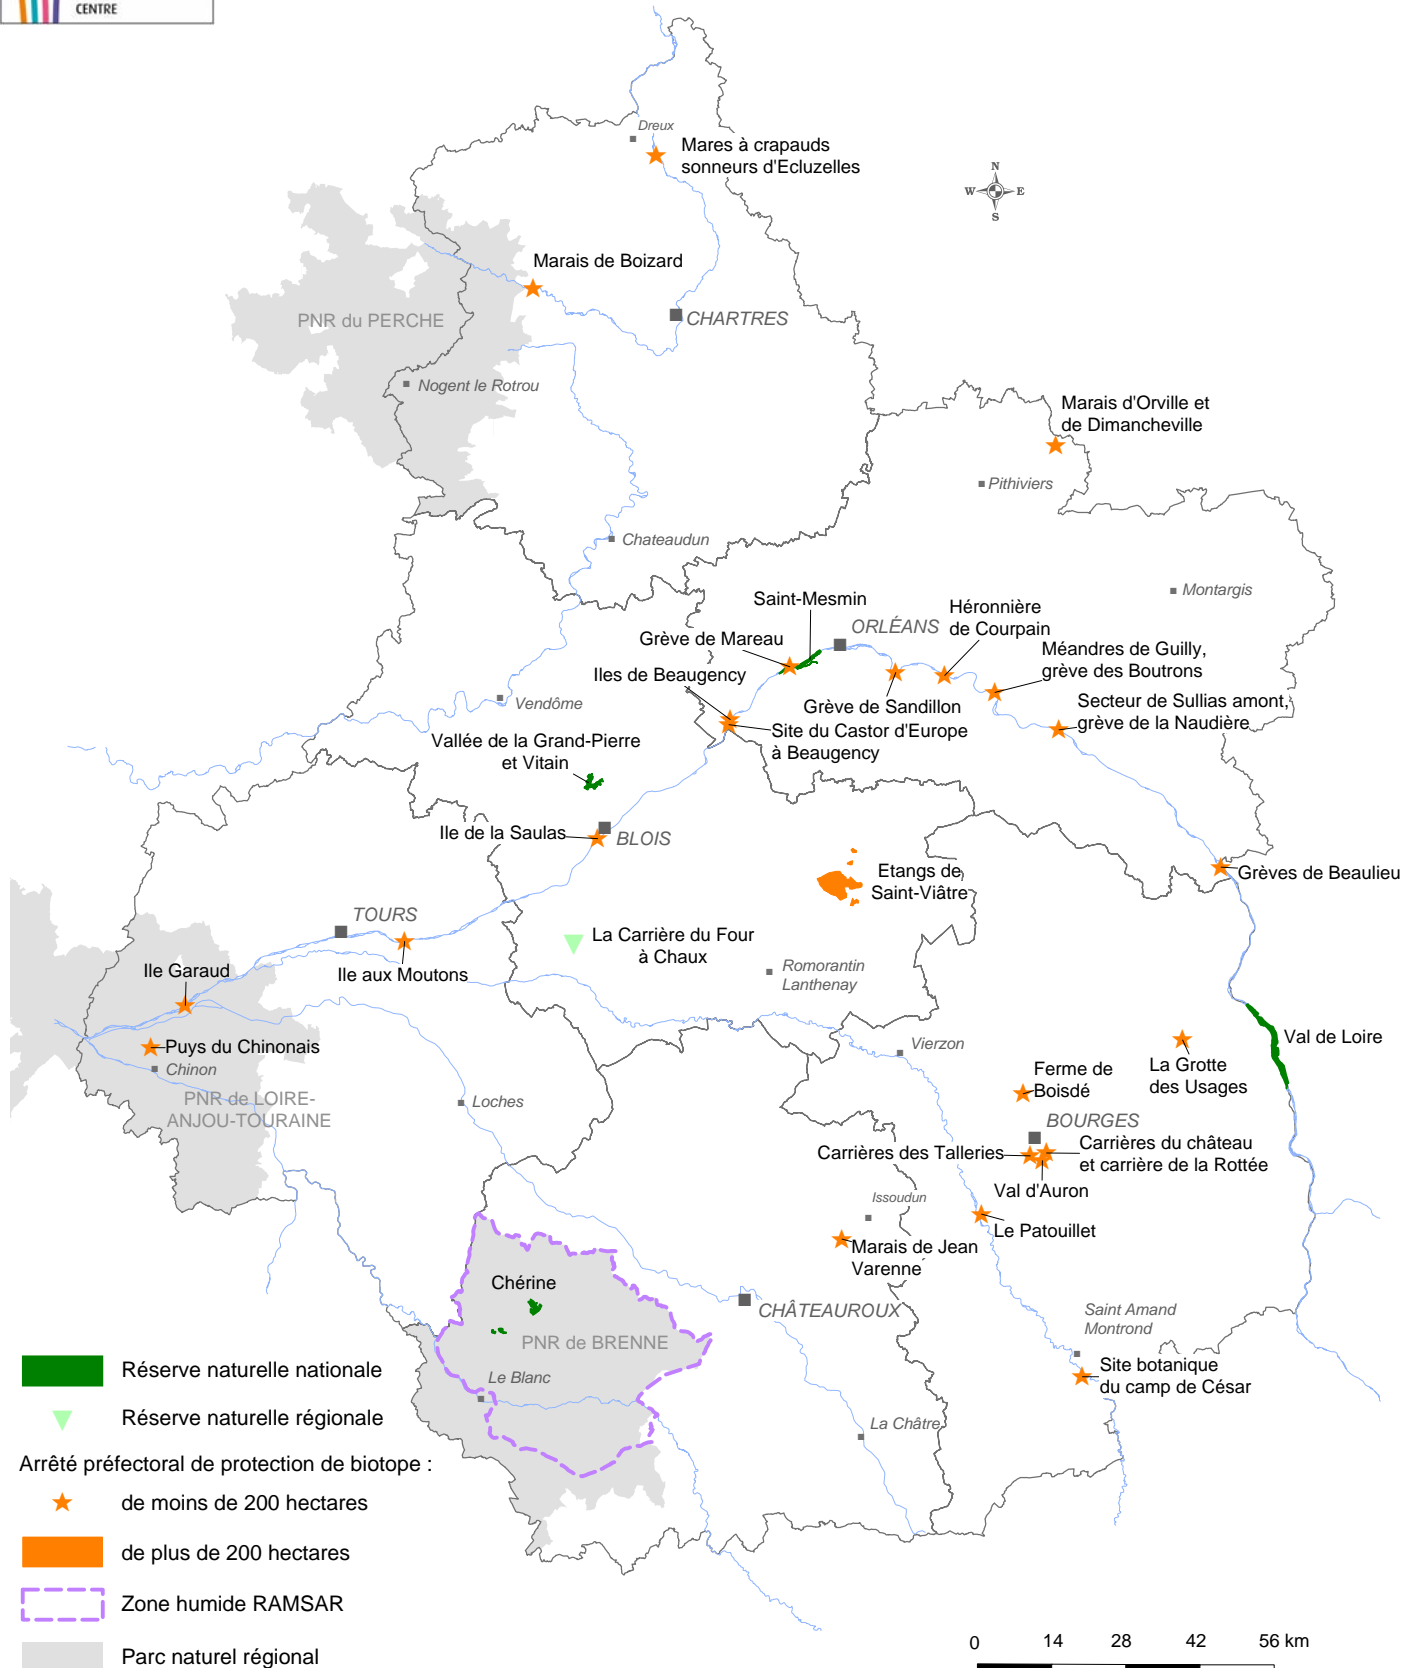 CENTRE
Dreux
Mares à crapauds
sonneurs d'Ecluzelles
N
W
E
S
Marais de Boizard
PNR du PERCHE
CHARTRES
Nogent le Rotrou
Marais d'Orville et
de Dimancheville
Pithiviers
Chateaudun
Montargis
Saint-Mesmin
Héronnière
de Courpain
ORLÉANS
Grève de Mareau
Méandres de Guilly,
grève des Boutrons
Iles de Beaugency
Vendôme
Grève de Sandillon
Secteur de Sullias amont,
grève de la Naudière
Site du Castor d'Europe
à Beaugency
Vallée de la Grand-Pierre
et Vitain
Ile de la Saulas
BLOIS
Etangs de
Saint-Viâtre
Grèves de Beaulieu
TOURS
La Carrière du Four
à Chaux
Ile Garaud
Ile aux Moutons
Romorantin
Lanthenay
Puys du Chinonais
Chinon
Vierzon
Val de Loire
La Grotte
des Usages
Ferme de
Boisdé
PNR de LOIRE-
ANJOU-TOURAINE
Loches
BOURGES
Carrières des Talleries
Carrières du château
et carrière de la Rottée
Val d'Auron
Issoudun
Le Patouillet
Marais de Jean
Varenne
Chérine
CHÂTEAUROUX
Saint Amand
Montrond
PNR de BRENNE
Le Blanc
Site botanique
du camp de César
La Châtre
Réserve naturelle nationale
Réserve naturelle régionale
Arrêté préfectoral de protection de biotope :
de moins de 200 hectares
de plus de 200 hectares
Zone humide RAMSAR
Parc naturel régional
0 14 28 42 56 km